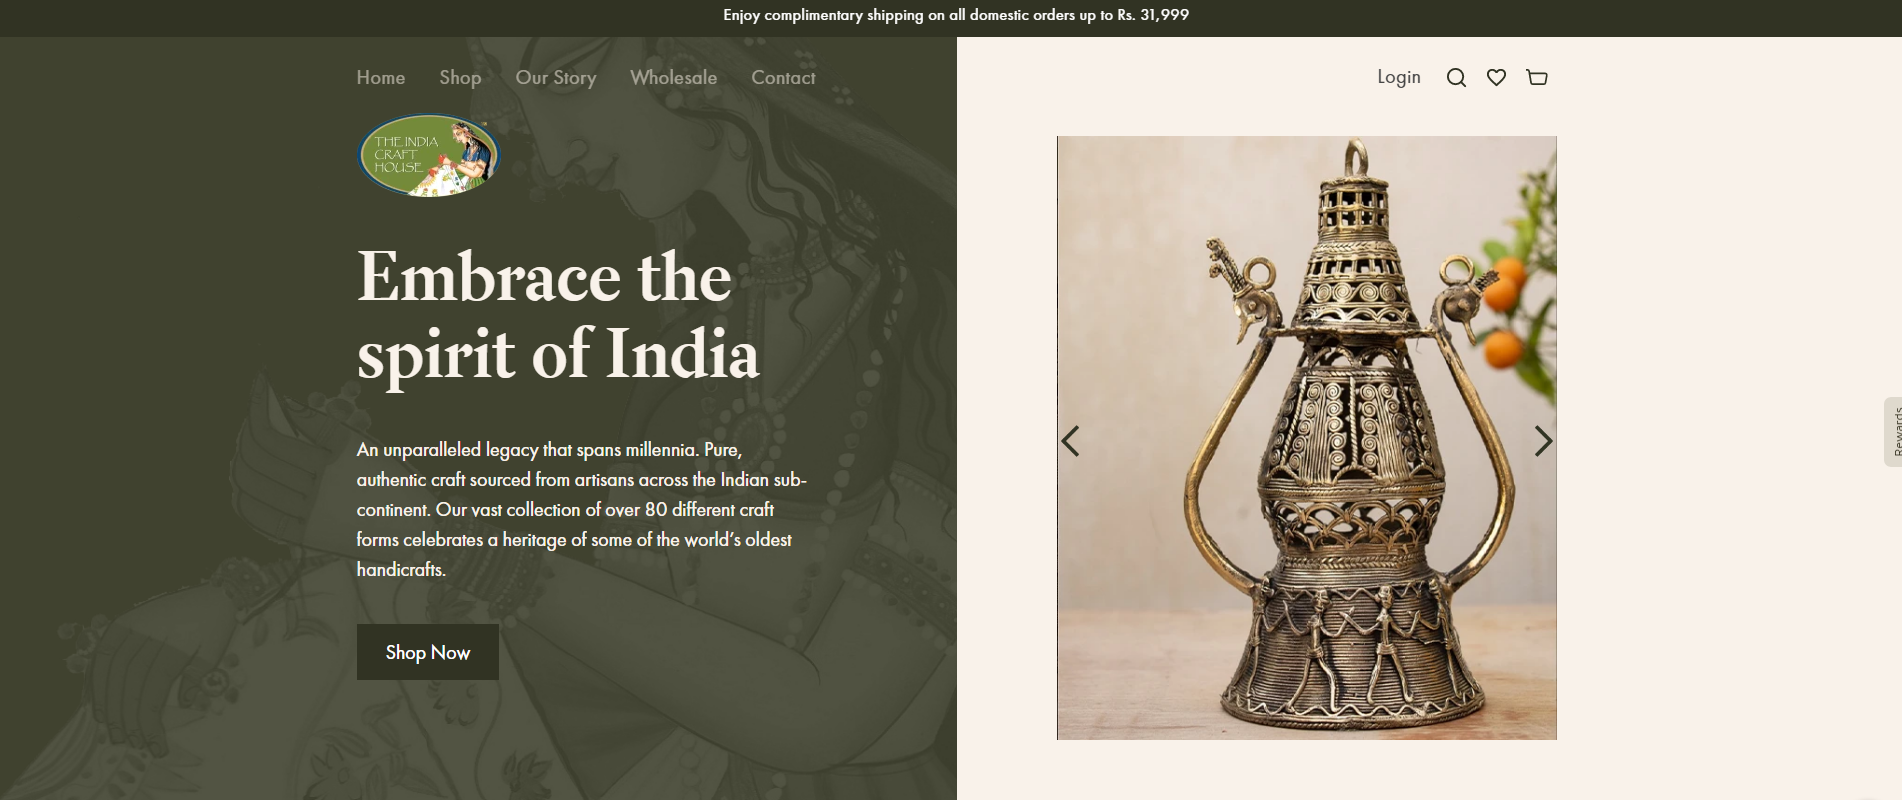 Enjoy complimentary shipping on all domestic orders up to Rs. 31,999
Home Shop Our Story Wholesale Contact
Login
THE INDIA
CRAFT
HOUSE
Embrace the
spirit of India
An unparalleled legacy that spans millennia. Pure,
authentic craft sourced from artisans across the Indian sub-
continent. Our vast collection of over 80 different craft
forms celebrates a heritage of some of the world’s oldest
handicrafts.
Shop Now
Rewards